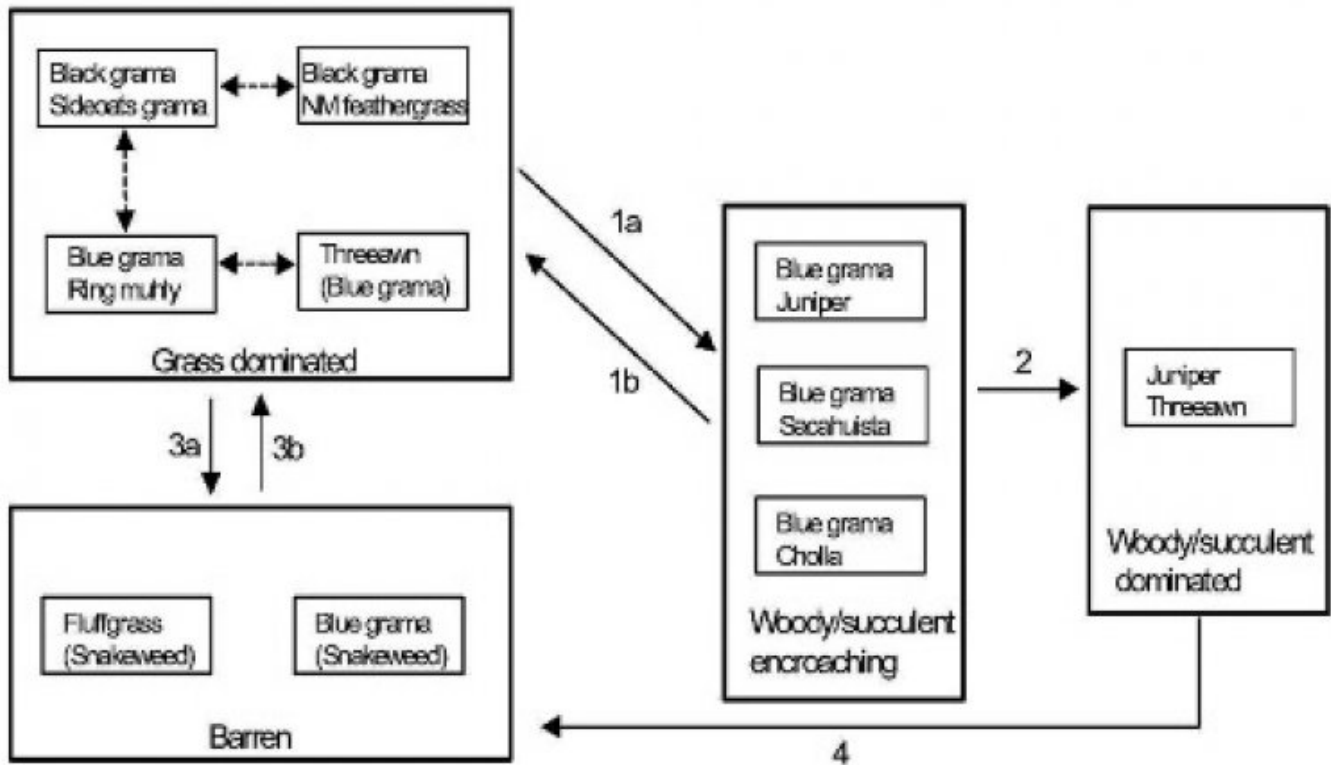 Black grama
Sideoats grama
Black grama
NM feathergrass
Blue grama
Ring muhly
Threeawn
(Blue grama)
Grass dominated
1a
1b
Blue grama
Juniper
Blue grama
Sacahuista
Blue grama
Cholla
Woody/succulent
encroaching
2
Juniper
Threeawn
Woody/succulent
dominated
3a
3b
Fluffgrass
(Snakeweed)
Blue grama
(Snakeweed)
Barren
4